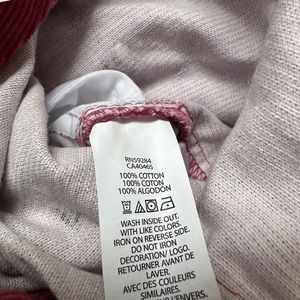 RN59284
CA40465
100% COTTON
100% COTON
100% ALGODÓN
WASH INSIDE OUT.
WITH LIKE COLORS.
IRON ON REVERSE SIDE.
DO NOT IRON
DECORATION/ LOGO.
RETOURNER AVANT DE
LAVER.
AVEC DES COULEURS
SIMILAIRES.